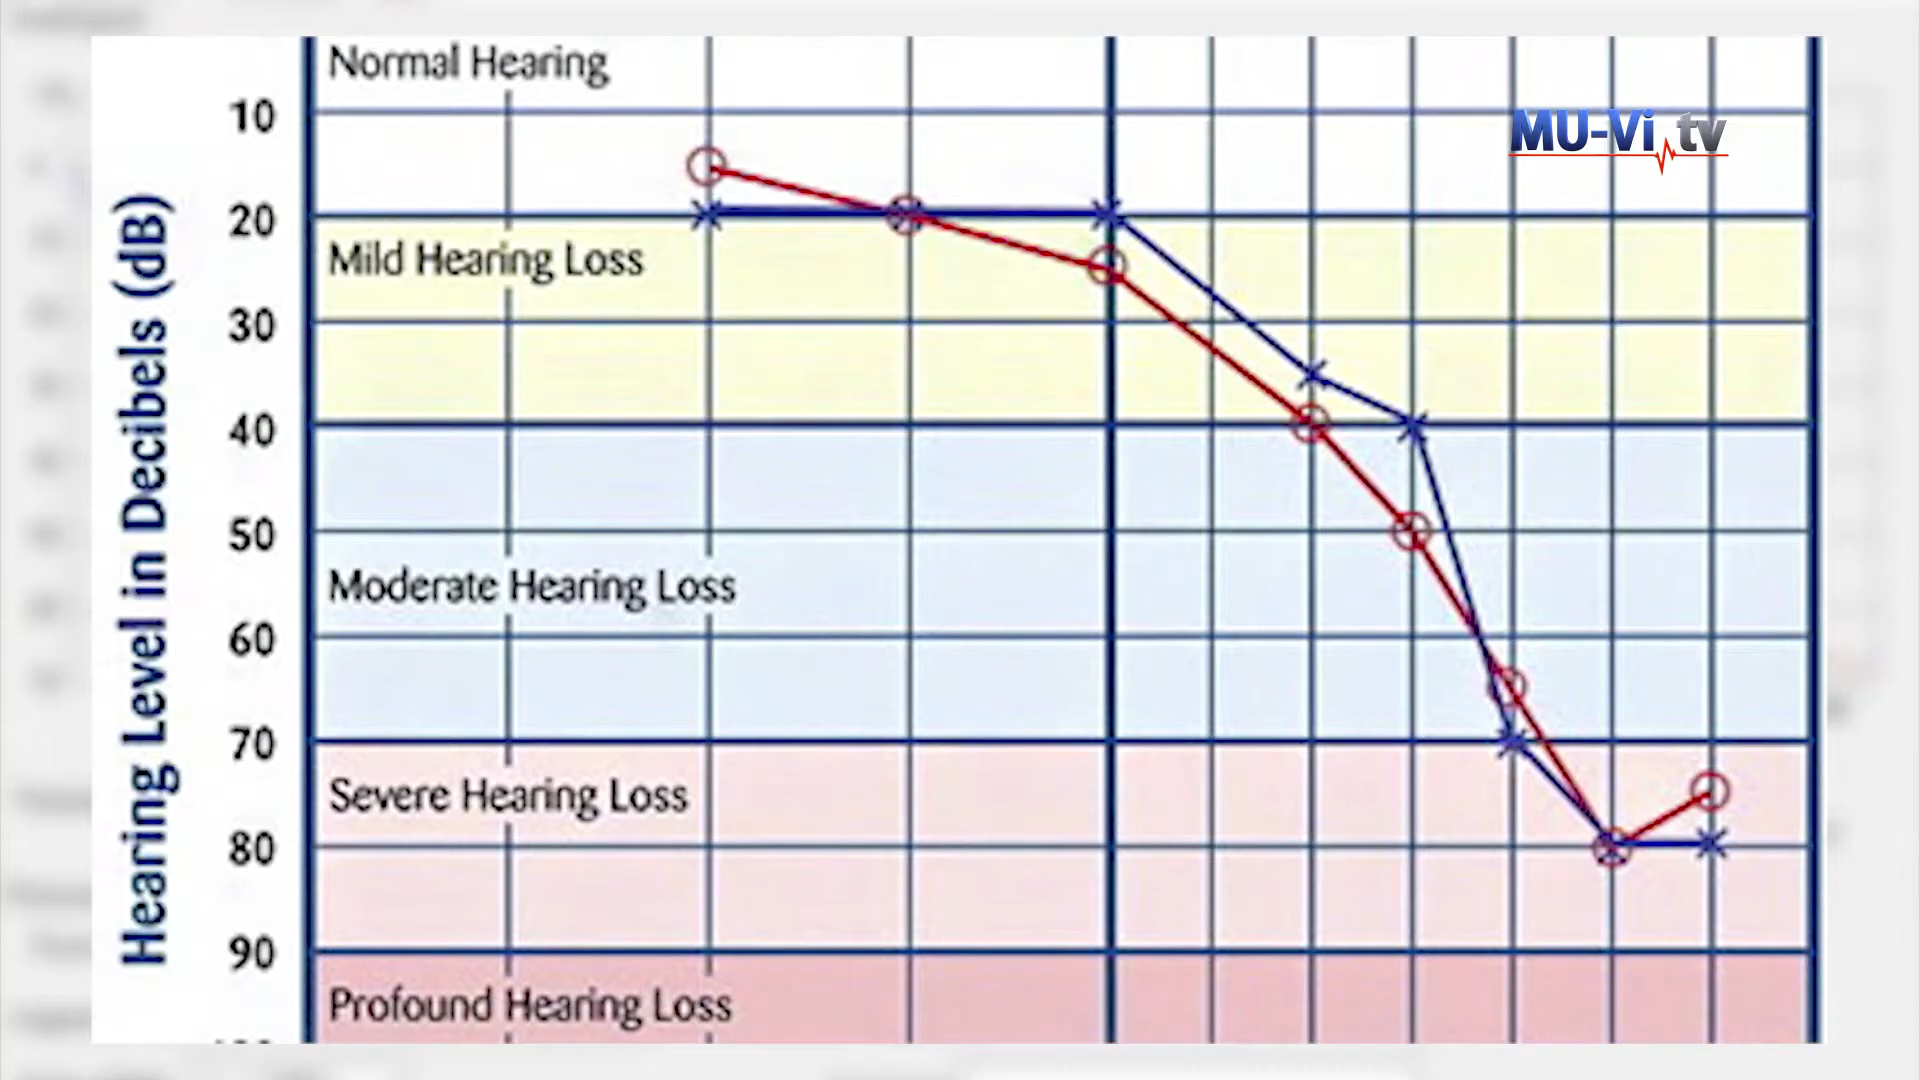 Normal Hearing
10
MU-Vi tv
20
Mild Hearing Loss
30
40
50
Moderate Hearing Loss
60
70
Severe Hearing Loss
80
90
Profound Hearing Loss
Hearing Level in Decibels (dB)